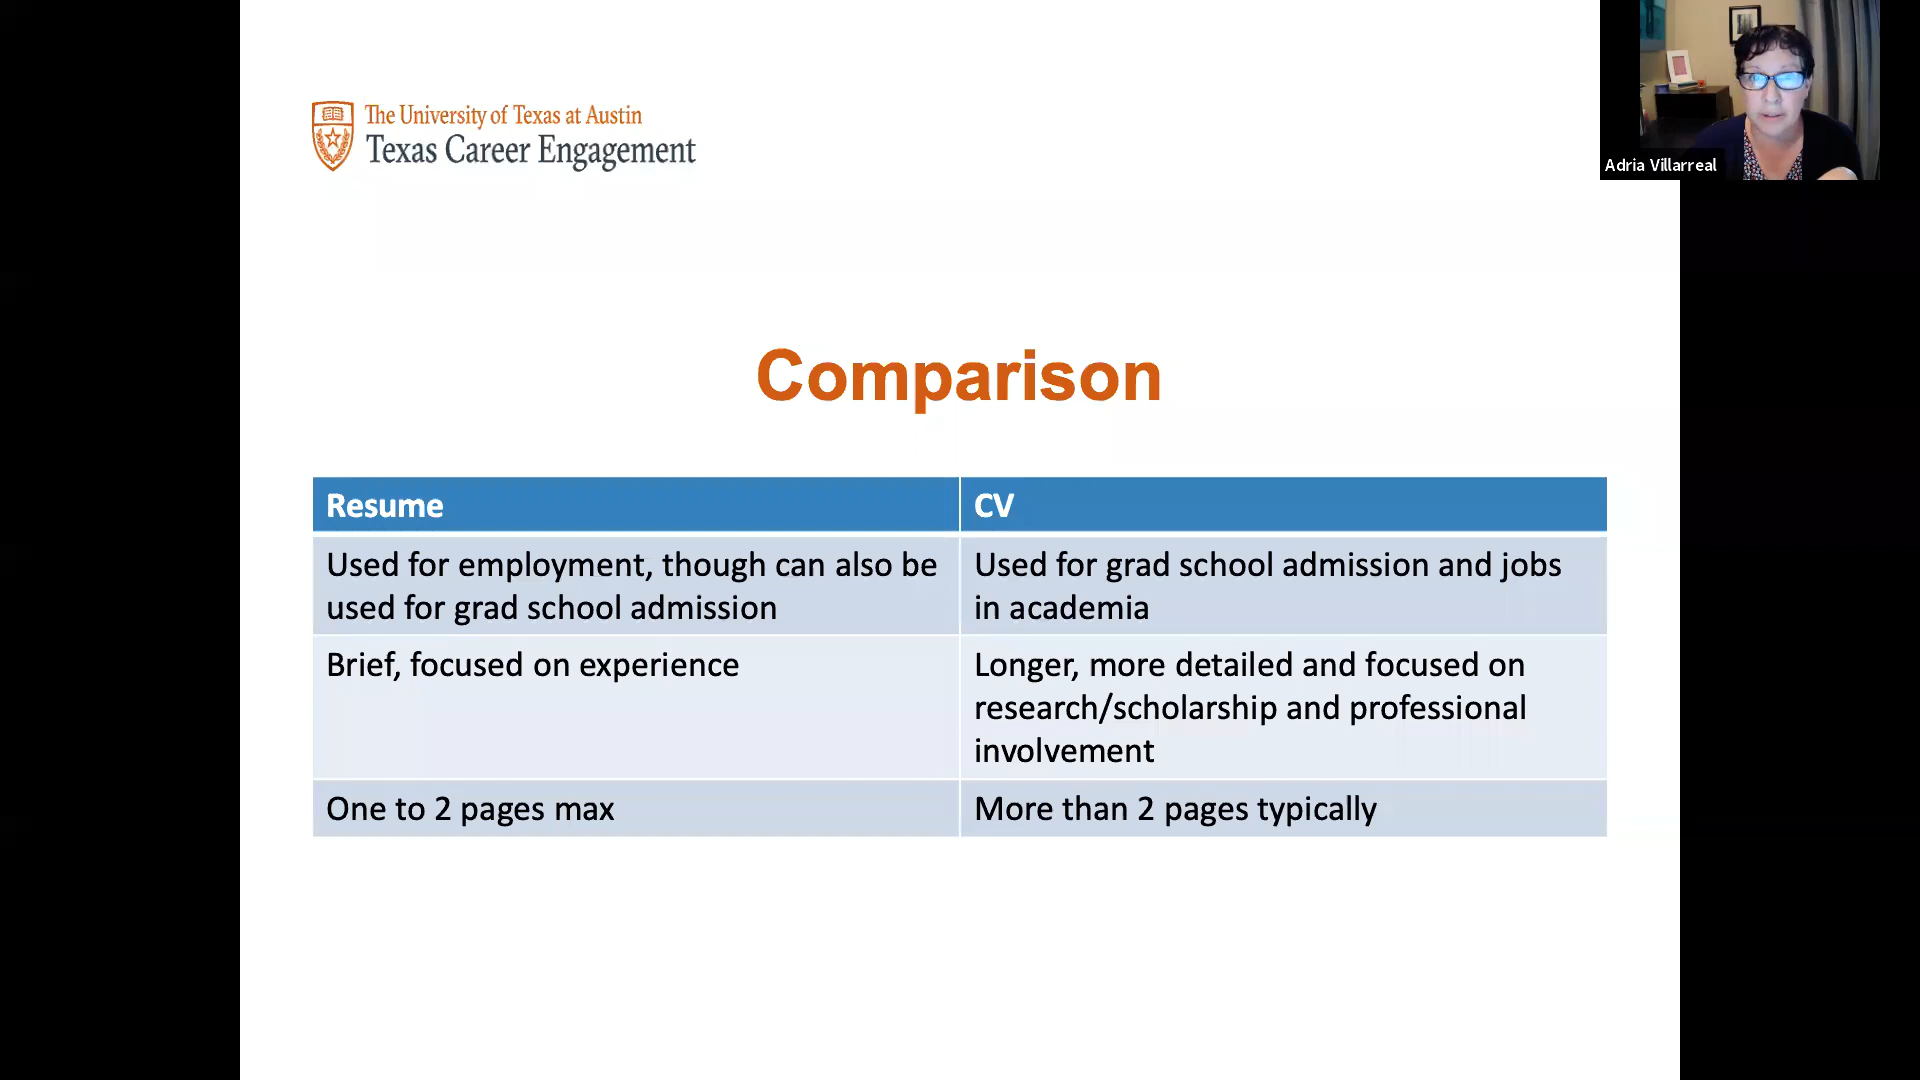 The University of Texas at Austin
Texas Career Engagement
Adria Villarreal
Comparison
Resume
CV
Used for employment, though can also be
used for grad school admission
Used for grad school admission and jobs
in academia
Brief, focused on experience
Longer, more detailed and focused on
research/scholarship and professional
involvement
One to 2 pages max
More than 2 pages typically